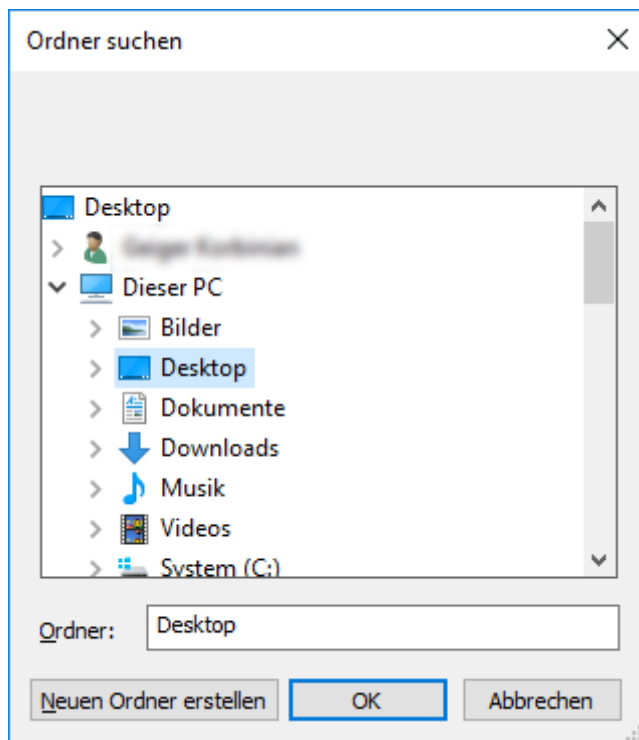 Ordner suchen
Desktop
Dieser PC
Bilder
Desktop
Dokumente
Downloads
Musik
Videos
System (C:)
Ordner: Desktop
Neuen Ordner erstellen OK Abbrechen